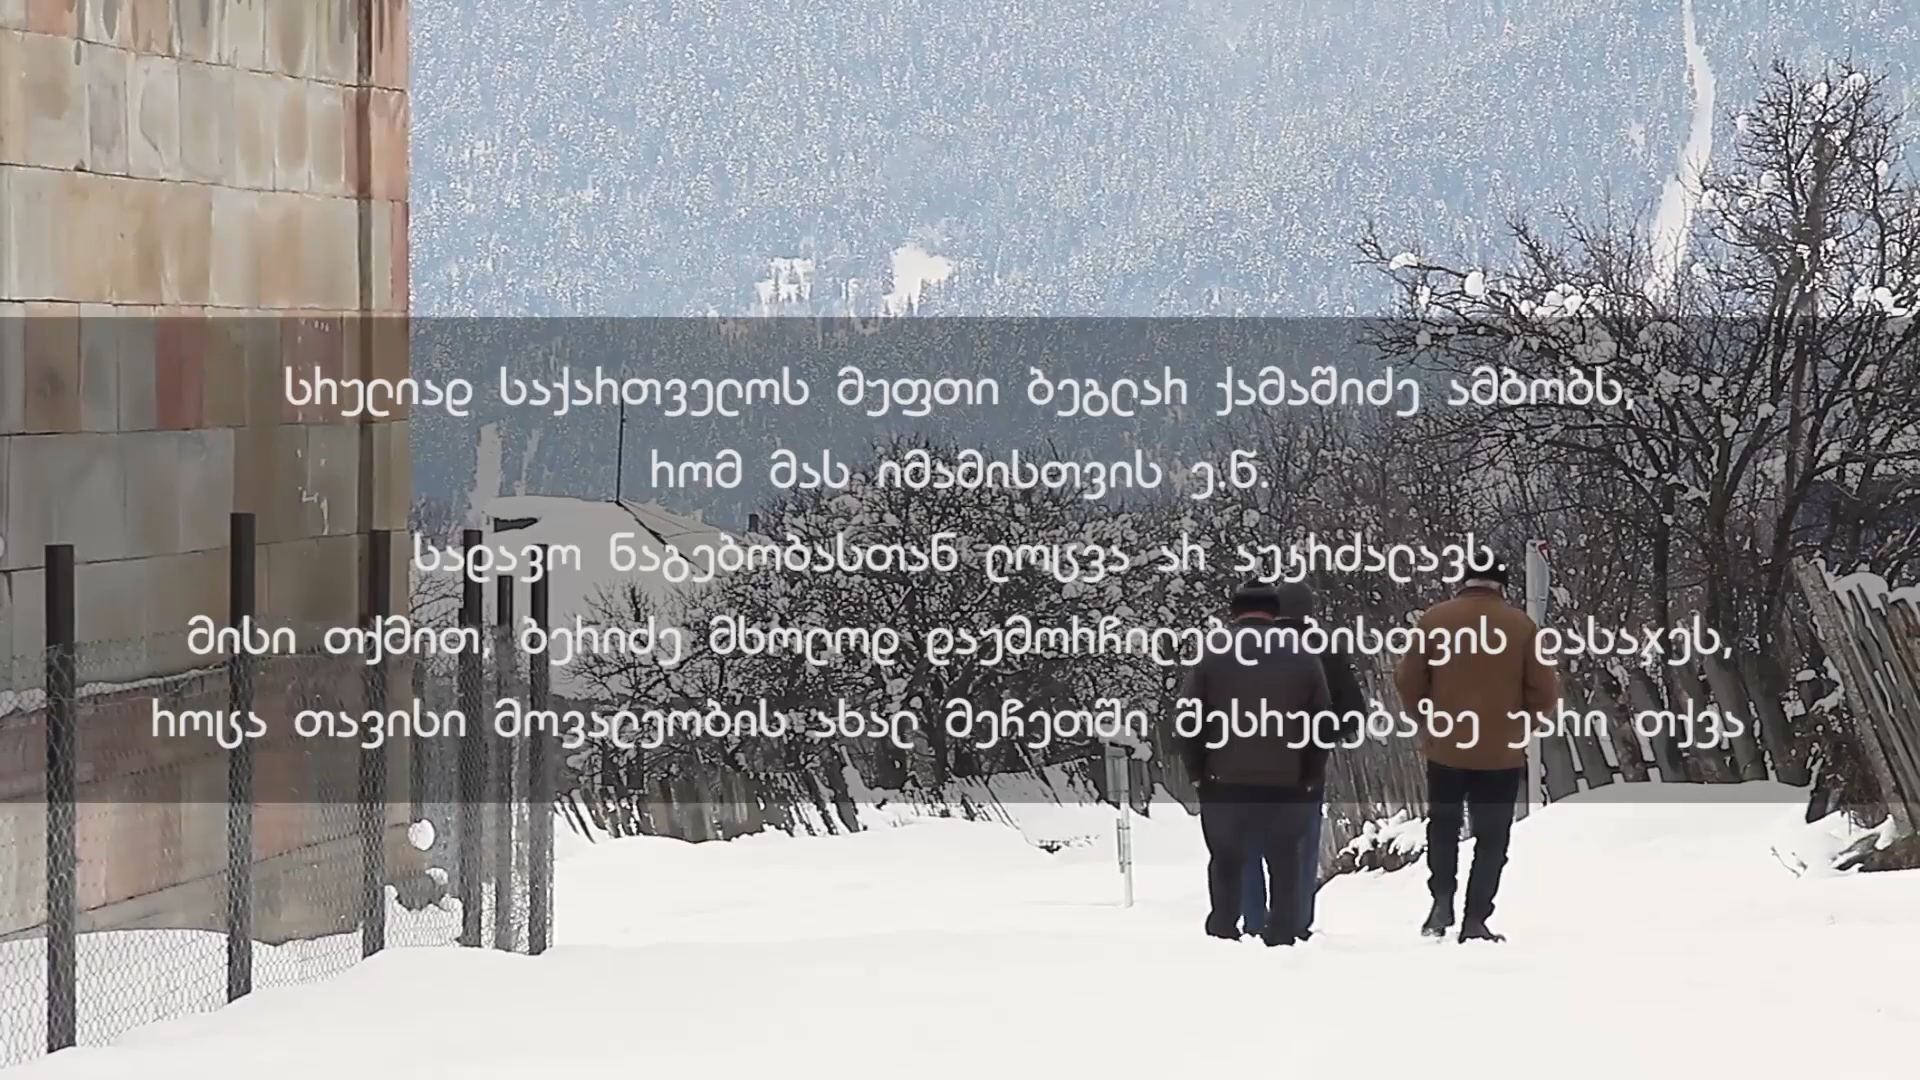 სრულიად საქართველოს მუფთი ბეგლარ ქამაშიძე ამბობს,
რომ მას იმამისთვის ე.წ.
სადავო ნაგებობასთან ლოცვა არ აუკრძალავს.
მისი თქმით, ბერიძე მხოლოდ დაუმორჩილებლობისთვის დასაჯეს,
როცა თავისი მოვალეობის ახალ მეჩეთში შესრულებაზე უარი თქვა